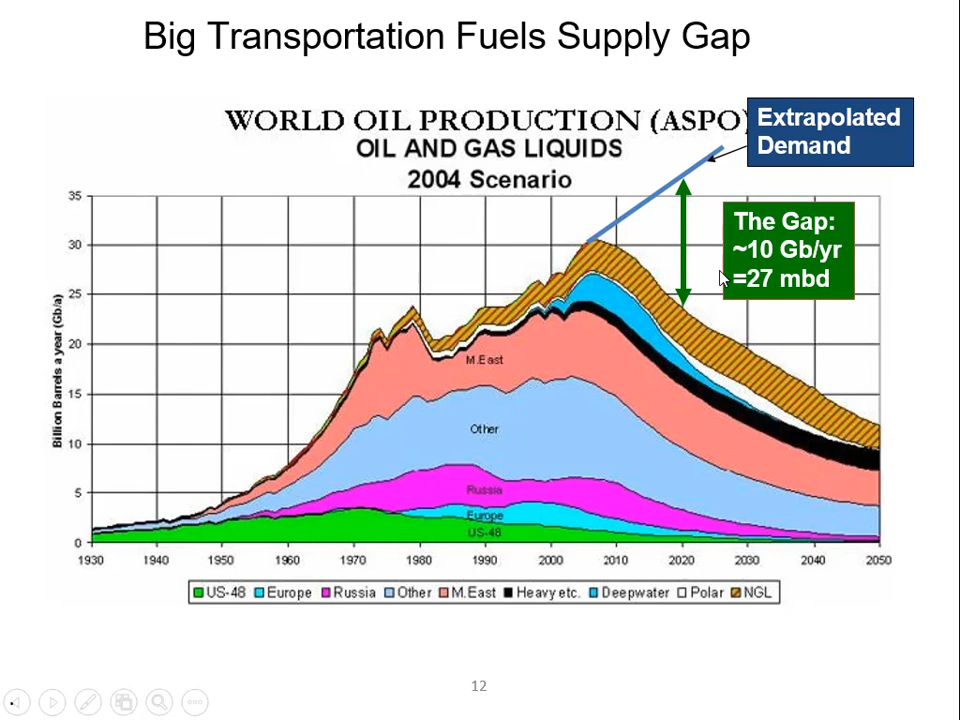 Big Transportation Fuels Supply Gap
WORLD OIL PRODUCTION (ASPO)
OIL AND GAS LIQUIDS
2004 Scenario
Extrapolated
Demand
The Gap:
~10 Gb/yr
=27 mbd
Billion Barrels a year (Gb/a)
35
30
25
20
15
10
5
0
M.East
Other
Russia
Europe
US-48
1930 1940 1950 1960 1970 1980 1990 2000 2010 2020 2030 2040 2050
US-48 Europe Russia Other M.East Heavy etc. Deepwater Polar NGL
12